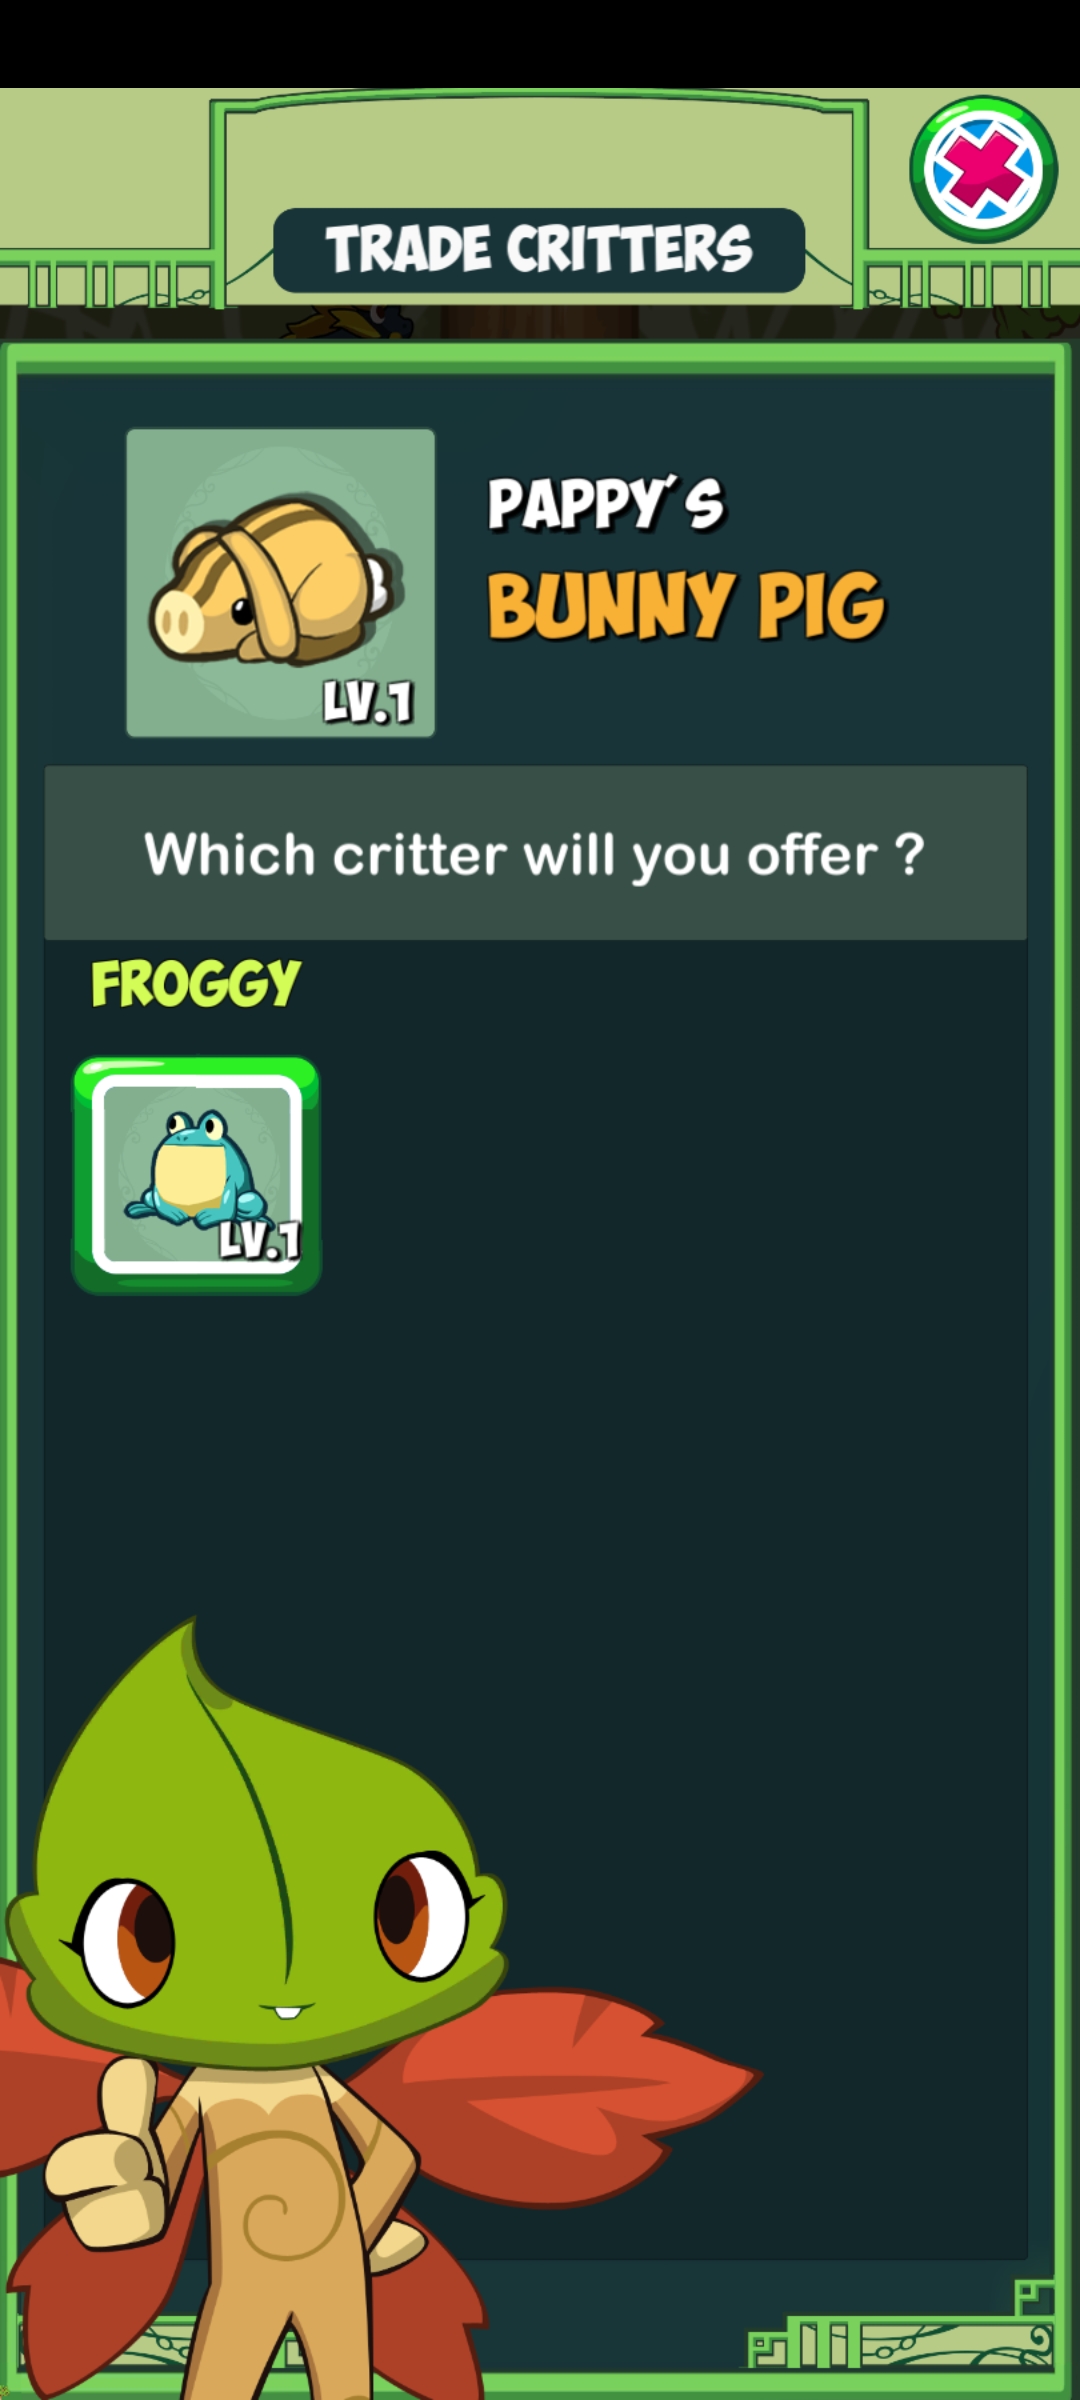 TRADE CRITTERS
PAPPY'S
BUNNY PIG
LV.1
Which critter will you offer ?
FROGGY
LV.1